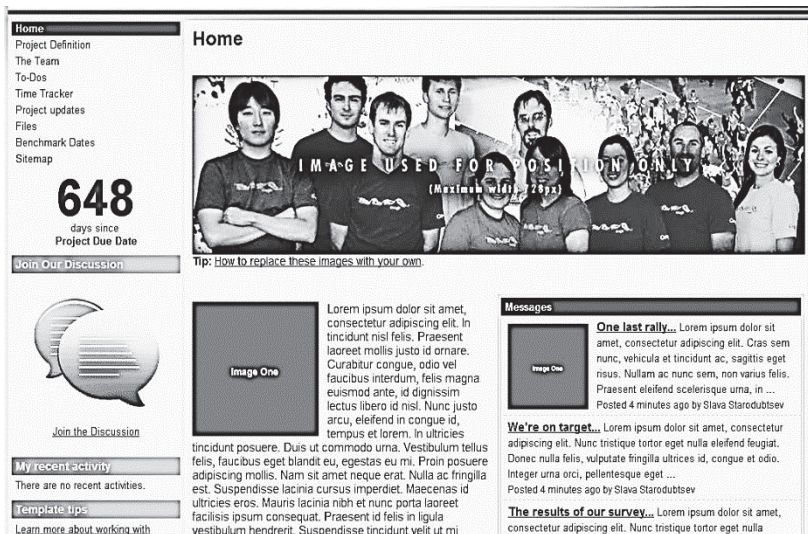 Home
Project Definition
The Team
To-Dos
Time Tracker
Project updates
Files
Benchmark Dates
Sitemap
648
days since
Project Due Date
Join Our Discussion
Join the Discussion
My recent activity
There are no recent activities.
Template tips
Learn more about working with
Home
IMAGE USED FOR POSITION ONLY
(Maximum width 728px)
Tip: How to replace these images with your own.
Image One
Lorem ipsum dolor sit amet,
consectetur adipiscing elit. In
tincidunt nisl felis. Praesent
laoreet mollis justo id ornare.
Curabitur congue, odio vel
faucibus interdum, felis magna
euismod ante, id dignissim
lectus libero id nisl. Nunc justo
arcu, eleifend in congue id,
tempus et lorem. In ultricies
tincidunt posuere. Duis ut commodo urna. Vestibulum tellus
felis, faucibus eget blandit eu, egestas eu mi. Proin posuere
adipiscing mollis. Nam sit amet neque erat. Nulla ac fringilla
est. Suspendisse lacinia cursus imperdiet. Maecenas id
ultricies eros. Mauris lacinia nibh et nunc porta laoreet
facilisis ipsum consequat. Praesent id felis in ligula
vestibulum hendrerit. Suspendisse tincidunt velit ut mi
Messages
Image One
One last rally... Lorem ipsum dolor sit
amet, consectetur adipiscing elit. Cras sem
nunc, vehicula et tincidunt ac, sagittis eget
risus. Nullam ac nunc sem, non varius felis.
Praesent eleifend scelerisque urna, in ...
Posted 4 minutes ago by Slava Starodubtsev
We're on target... Lorem ipsum dolor sit amet, consectetur
adipiscing elit. Nunc tristique tortor eget nulla eleifend feugiat.
Donec nulla felis, vulputate fringilla ultrices id, congue et odio.
Integer urna orci, pellentesque eget ...
Posted 4 minutes ago by Slava Starodubtsev
The results of our survey... Lorem ipsum dolor sit amet,
consectetur adipiscing elit. Nunc tristique tortor eget nulla